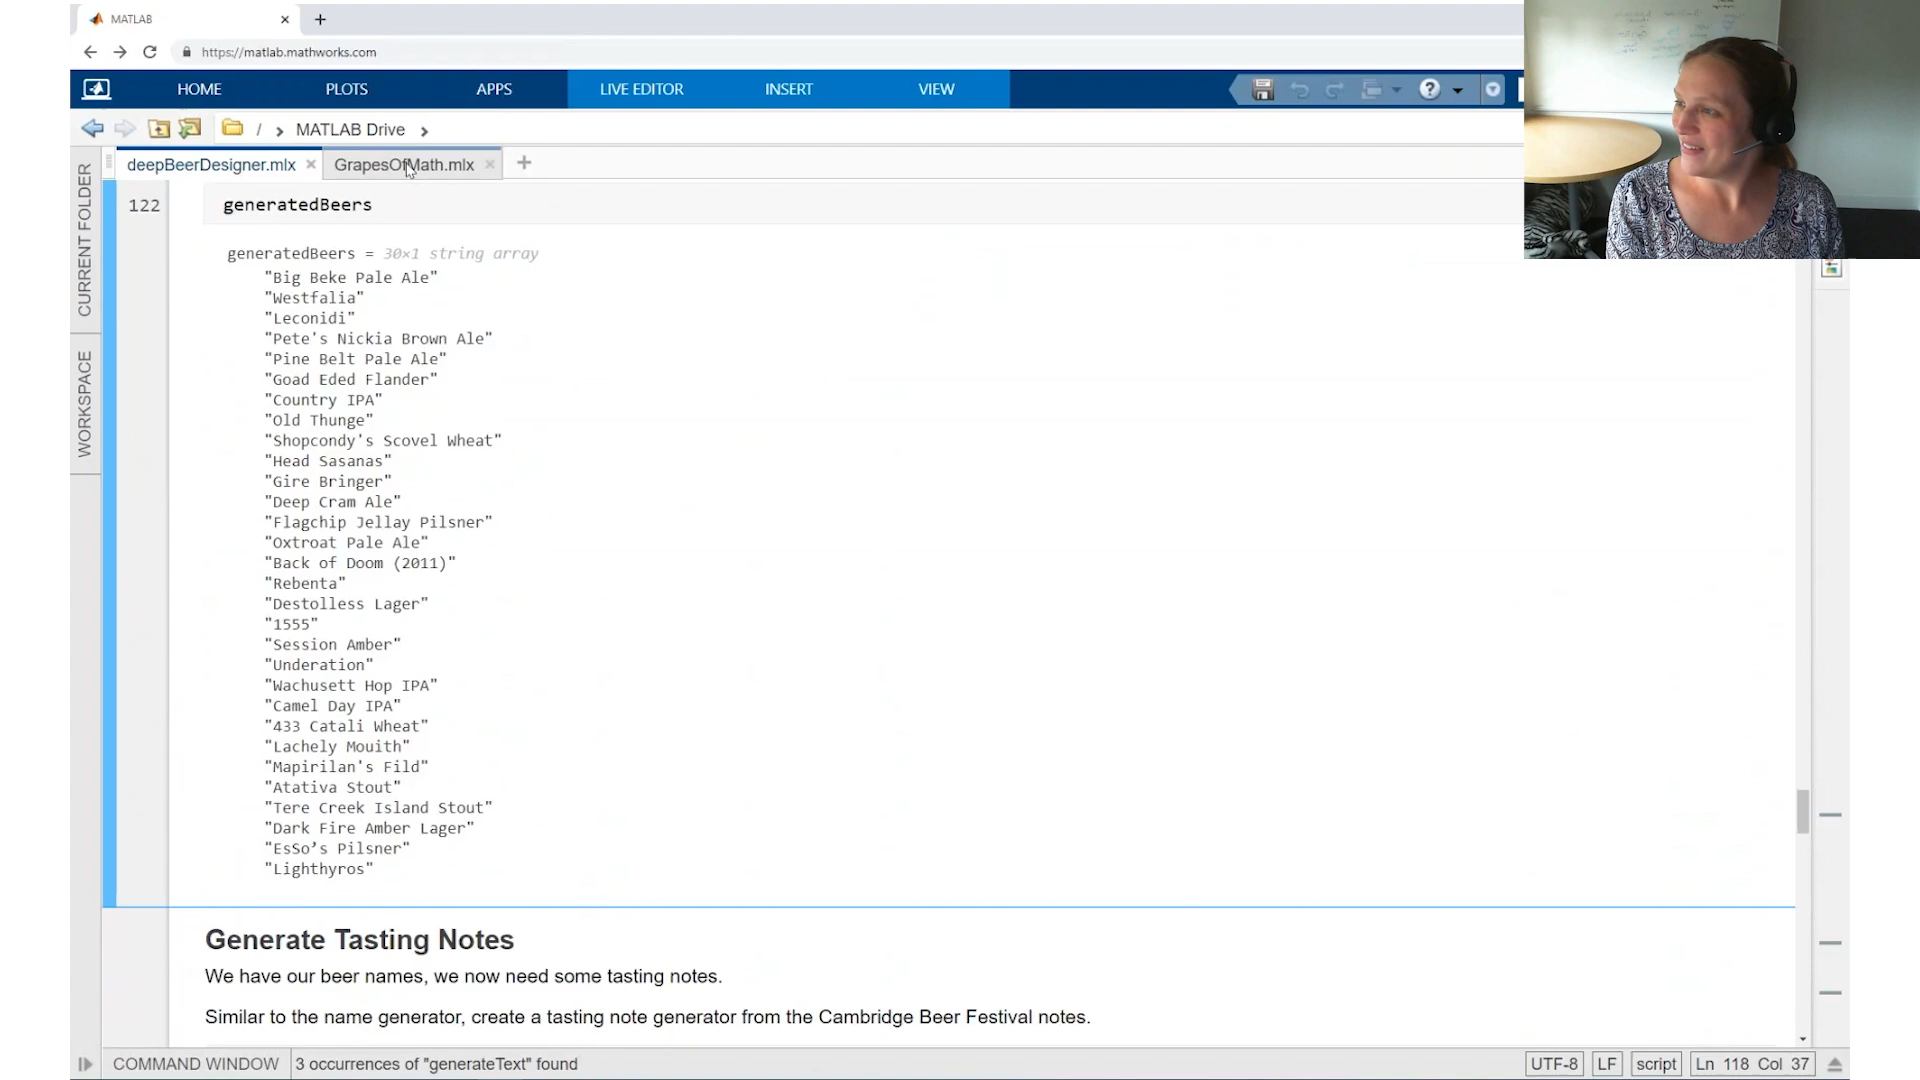 MATLAB
https://matlab.mathworks.com
HOME PLOTS APPS LIVE EDITOR INSERT VIEW
/ MATLAB Drive
deepBeerDesigner.mlx GrapesOfMath.mlx
CURRENT FOLDER
WORKSPACE
122 generatedBeers
generatedBeers = 30×1 string array
"Big Beke Pale Ale"
"Westfalia"
"Leconidi"
"Pete's Nickia Brown Ale"
"Pine Belt Pale Ale"
"Goad Eded Flander"
"Country IPA"
"Old Thunge"
"Shopcondy's Scovel Wheat"
"Head Sasanas"
"Gire Bringer"
"Deep Cram Ale"
"Flagchip Jellay Pilsner"
"Oxtroat Pale Ale"
"Back of Doom (2011)"
"Rebenta"
"Destolless Lager"
"1555"
"Session Amber"
"Underation"
"Wachusett Hop IPA"
"Camel Day IPA"
"433 Catali Wheat"
"Lachely Mouith"
"Mapirilan's Fild"
"Atativa Stout"
"Tere Creek Island Stout"
"Dark Fire Amber Lager"
"EsSo’s Pilsner"
"Lighthyros"
Generate Tasting Notes
We have our beer names, we now need some tasting notes.
Similar to the name generator, create a tasting note generator from the Cambridge Beer Festival notes.
COMMAND WINDOW 3 occurrences of "generateText" found UTF-8 LF script Ln 118 Col 37